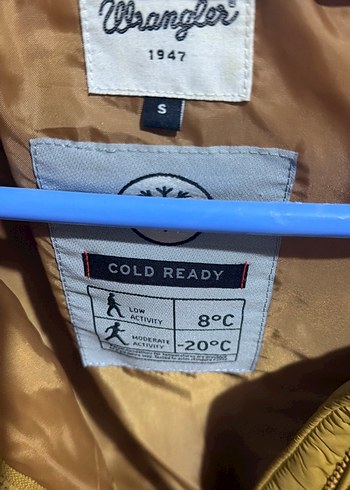 Wrangler
1947
S
COLD READY
LOW
ACTIVITY
8°C
MODERATE
ACTIVITY
-20°C